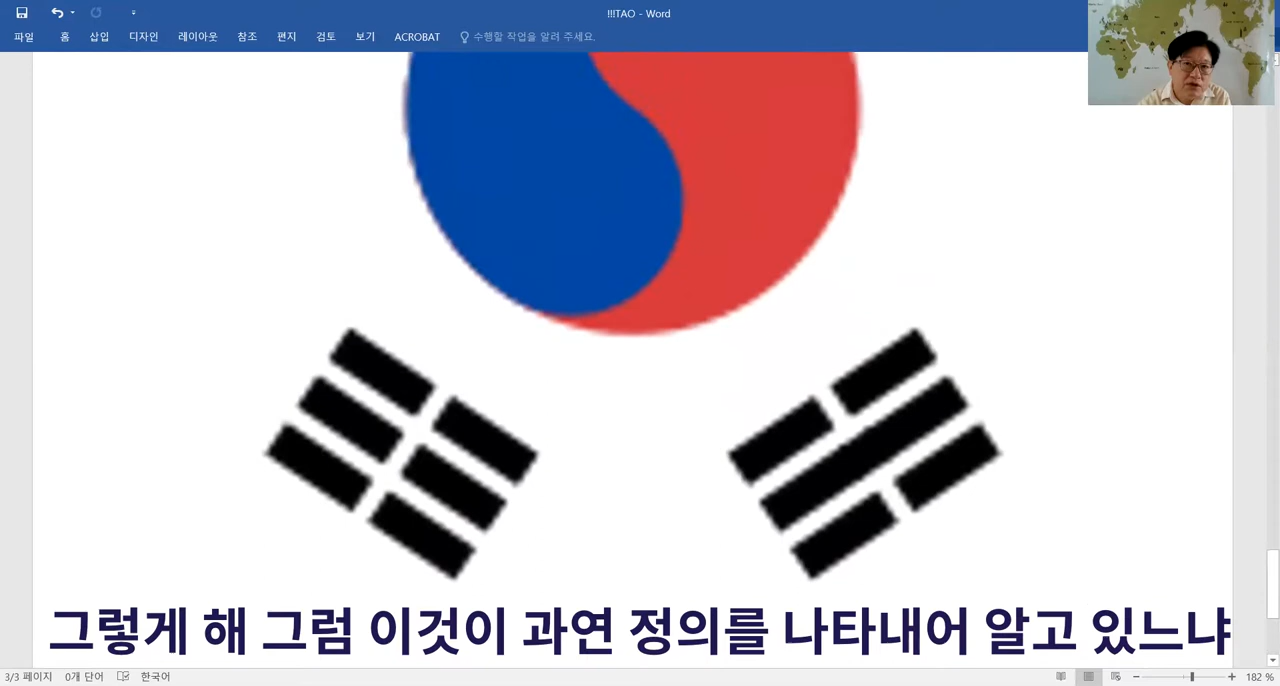 !!!TAO - Word
파일 홈 삽입 디자인 레이아웃 참조 편지 검토 보기 ACROBAT 수행할 작업을 알려 주세요.
그렇게 해 그럼 이것이 과연 정의를 나타내어 알고 있느냐
3/3 페이지 0개 단어 한국어 182 %